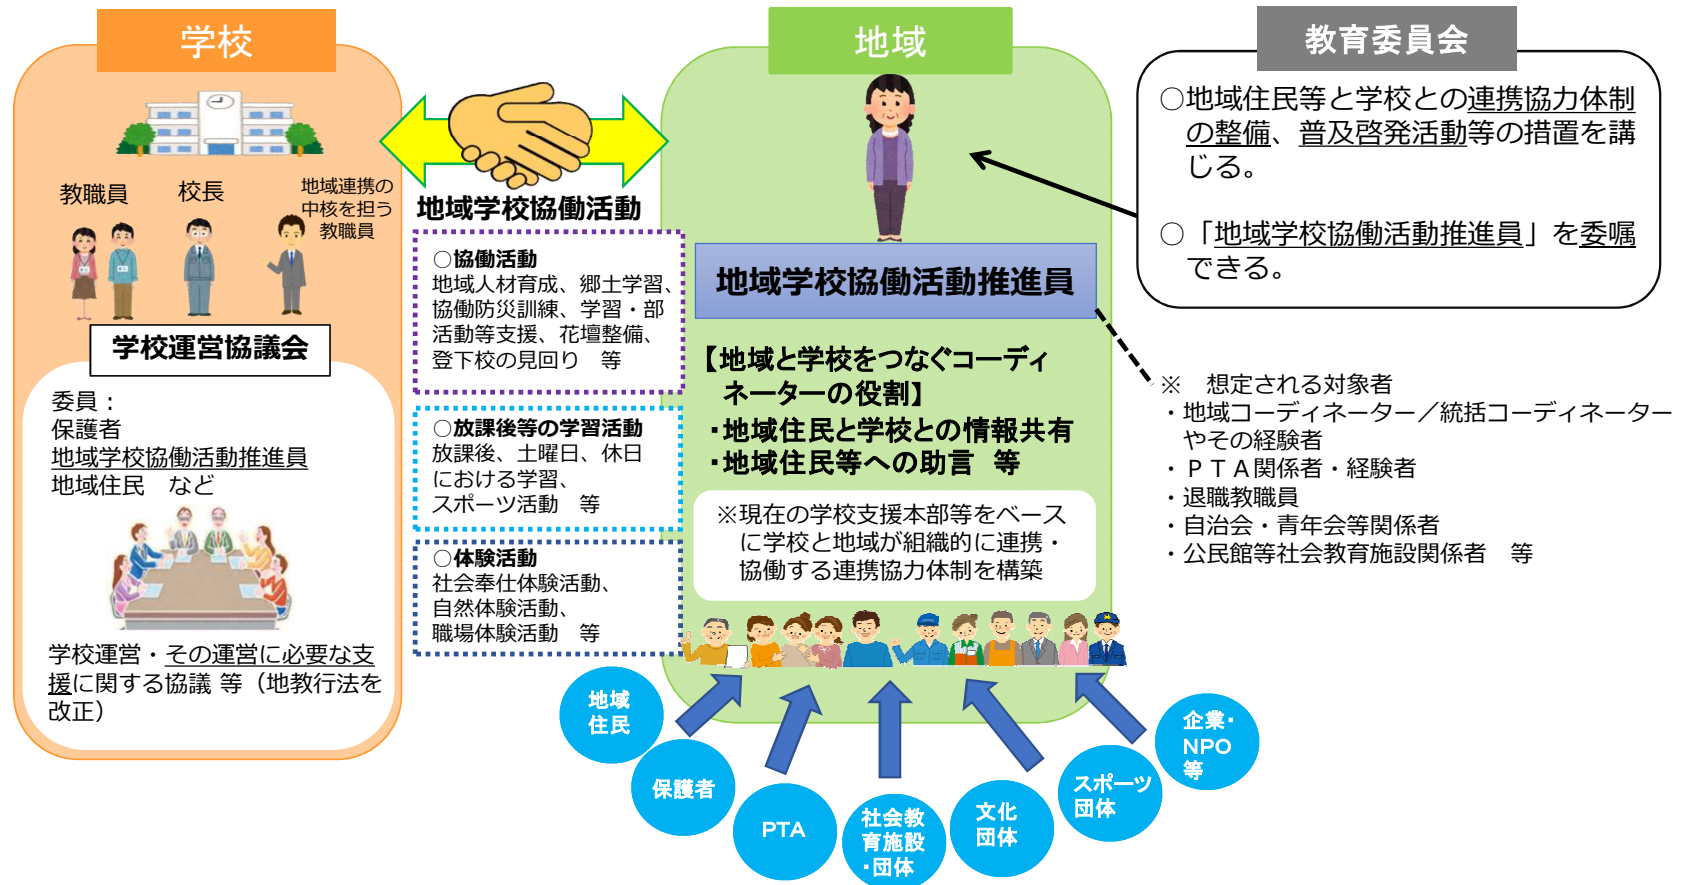 学校
教職員
校長
地域連携の
中核を担う
教職員
学校運営協議会
委員：
保護者
地域学校協働活動推進員
地域住民　など
学校運営・その運営に必要な支
援に関する協議 等（地教行法を
改正）
地域学校協働活動
○協働活動
地域人材育成、郷土学習、
協働防災訓練、学習・部
活動等支援、花壇整備、
登下校の見回り　等
○放課後等の学習活動
放課後、土曜日、休日
における学習、
スポーツ活動　等
○体験活動
社会奉仕体験活動、
自然体験活動、
職場体験活動　等
地域
地域学校協働活動推進員
【地域と学校をつなぐコーディ
ネーターの役割】
・地域住民と学校との情報共有
・地域住民等への助言　等
※現在の学校支援本部等をベース
に学校と地域が組織的に連携・
協働する連携協力体制を構築
地域
住民
保護者
PTA
社会教
育施設
・団体
文化
団体
スポーツ
団体
企業・
NPO
等
教育委員会
○地域住民等と学校との連携協力体制
の整備、普及啓発活動等の措置を講
じる。
○「地域学校協働活動推進員」を委嘱
できる。
※　想定される対象者
・地域コーディネーター／統括コーディネーター
やその経験者
・ＰＴＡ関係者・経験者
・退職教職員
・自治会・青年会等関係者
・公民館等社会教育施設関係者　等